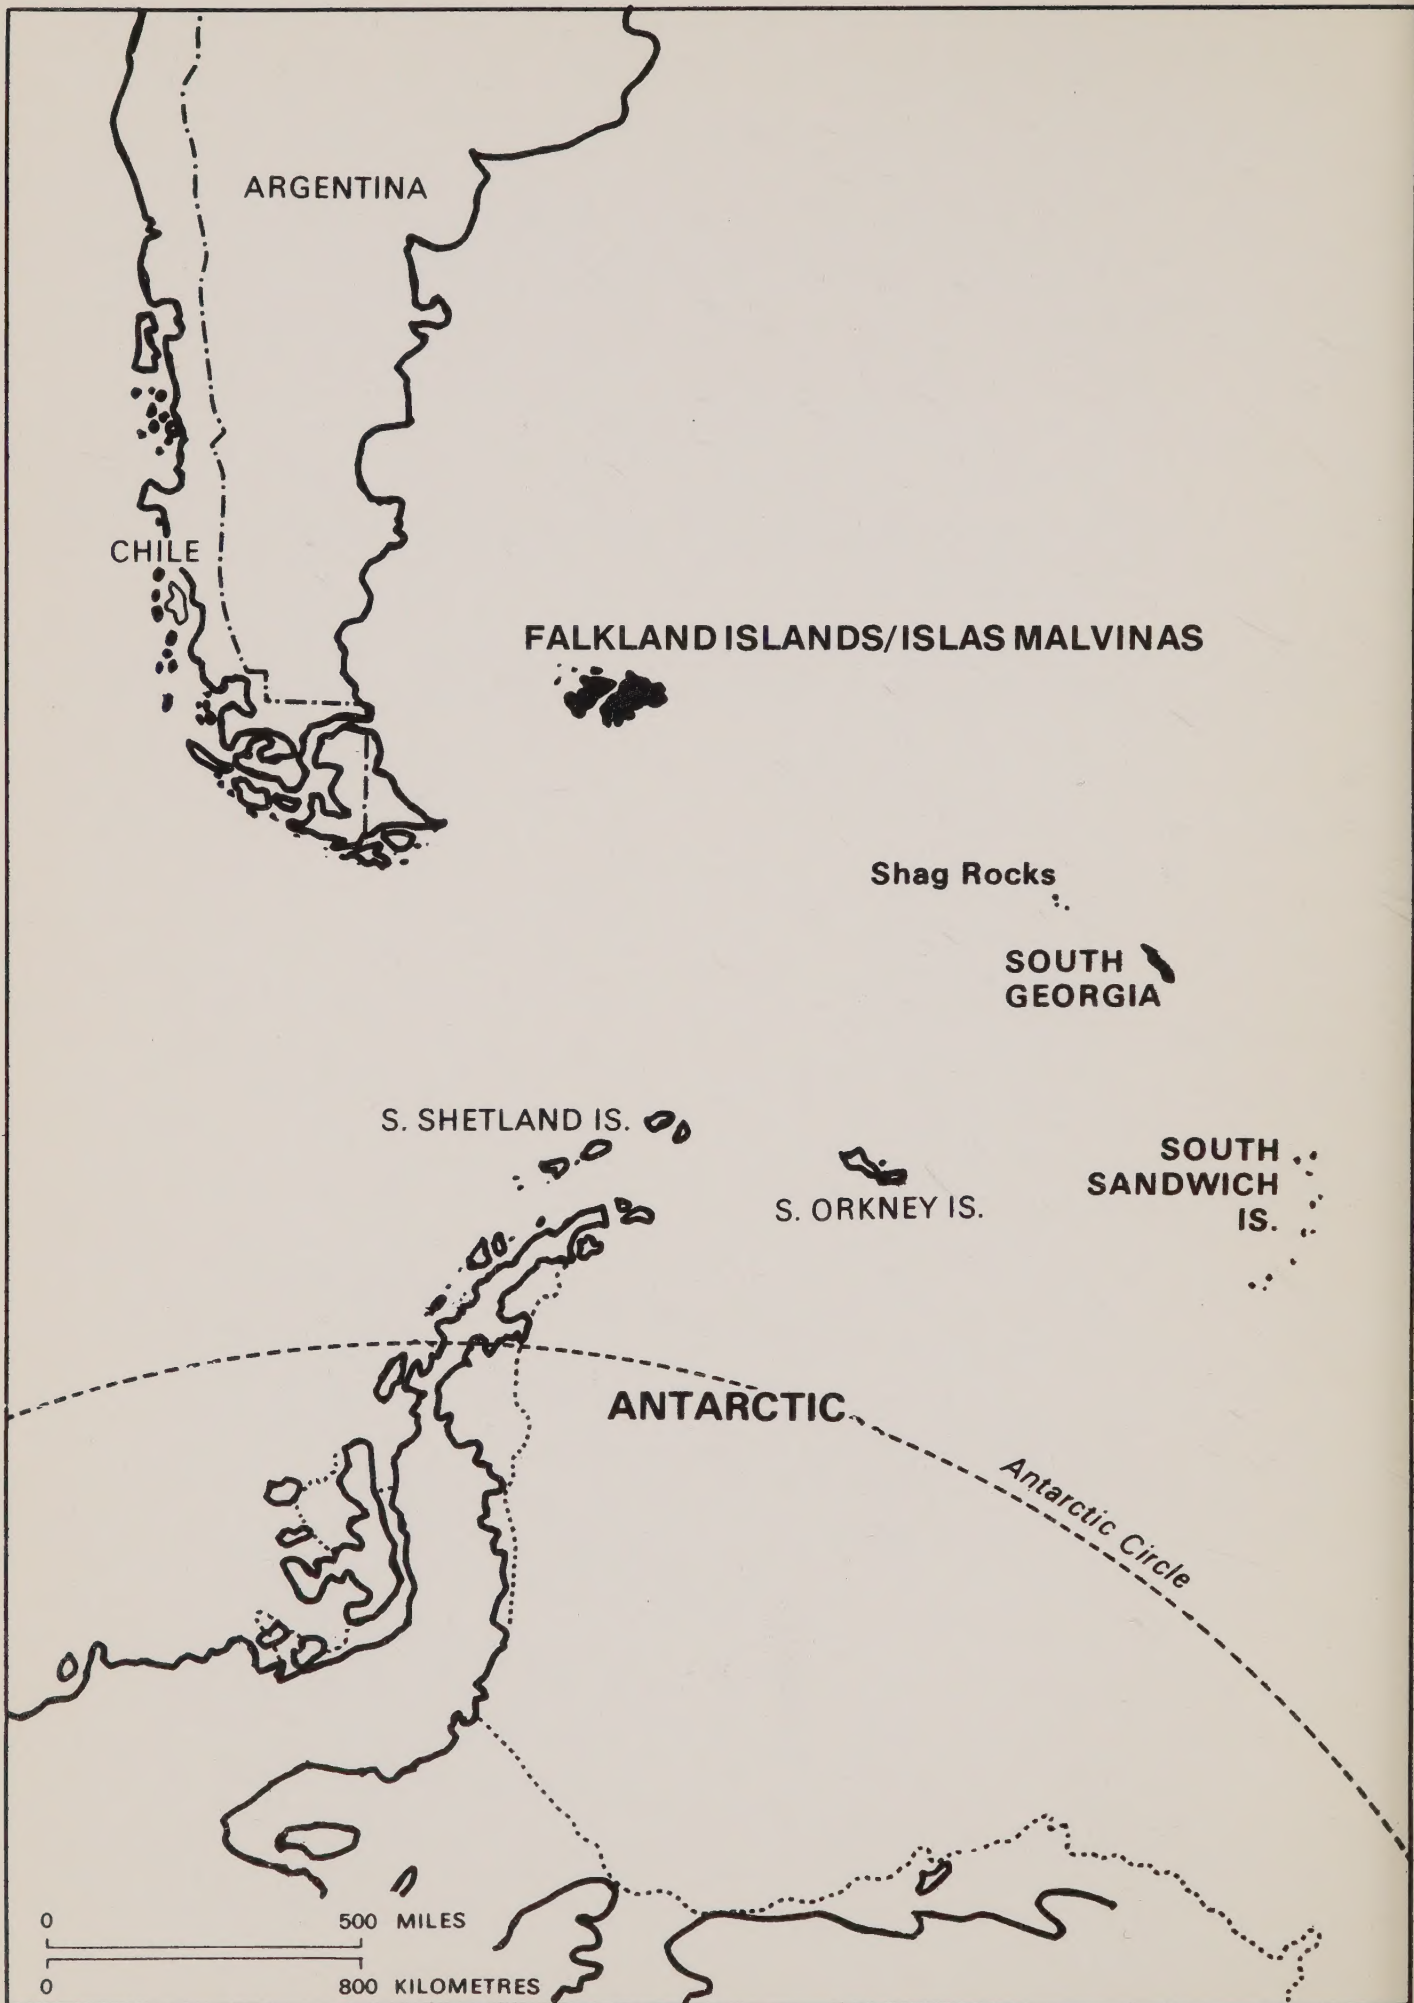 ARGENTINA
CHILE
FALKLAND ISLANDS/ISLAS MALVINAS
Shag Rocks
SOUTH
GEORGIA
S. SHETLAND IS.
S. ORKNEY IS.
SOUTH
SANDWICH
IS.
ANTARCTIC
Antarctic Circle
0 500 MILES
0 800 KILOMETRES